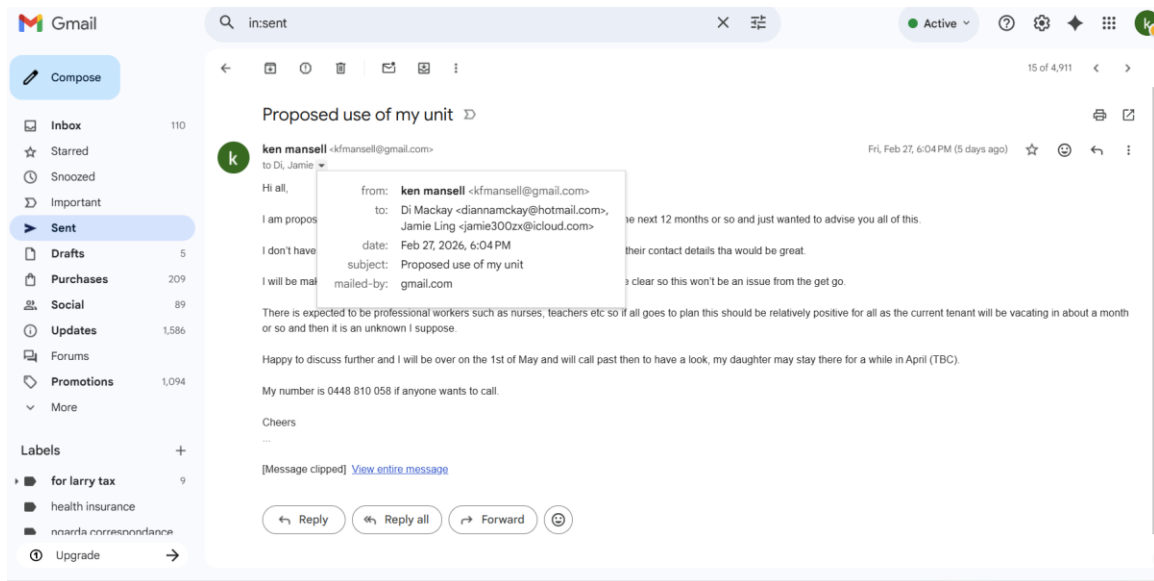 Gmail
in:sent
Active
Compose
15 of 4,911
Inbox 110
Starred
Snoozed
Important
Sent
Drafts 5
Purchases 209
Social 89
Updates 1,586
Forums
Promotions 1,094
More
Labels
for larry tax 9
health insurance
ngarda correspondance
Upgrade
Proposed use of my unit
k
ken mansell <kfmansell@gmail.com>
Fri, Feb 27, 6:04 PM (5 days ago)
to Di, Jamie
Hi all,
from: ken mansell <kfmansell@gmail.com>
to: Di Mackay <diannamckay@hotmail.com>,
Jamie Ling <jamie300zx@icloud.com>
date: Feb 27, 2026, 6:04 PM
subject: Proposed use of my unit
mailed-by: gmail.com
I am propos
e next 12 months or so and just wanted to advise you all of this.
I don't have
their contact details tha would be great.
I will be mak
clear so this won't be an issue from the get go.
There is expected to be professional workers such as nurses, teachers etc so if all goes to plan this should be relatively positive for all as the current tenant will be vacating in about a month
or so and then it is an unknown I suppose.
Happy to discuss further and I will be over on the 1st of May and will call past then to have a look, my daughter may stay there for a while in April (TBC).
My number is 0448 810 058 if anyone wants to call.
Cheers
...
[Message clipped] View entire message
Reply
Reply all
Forward